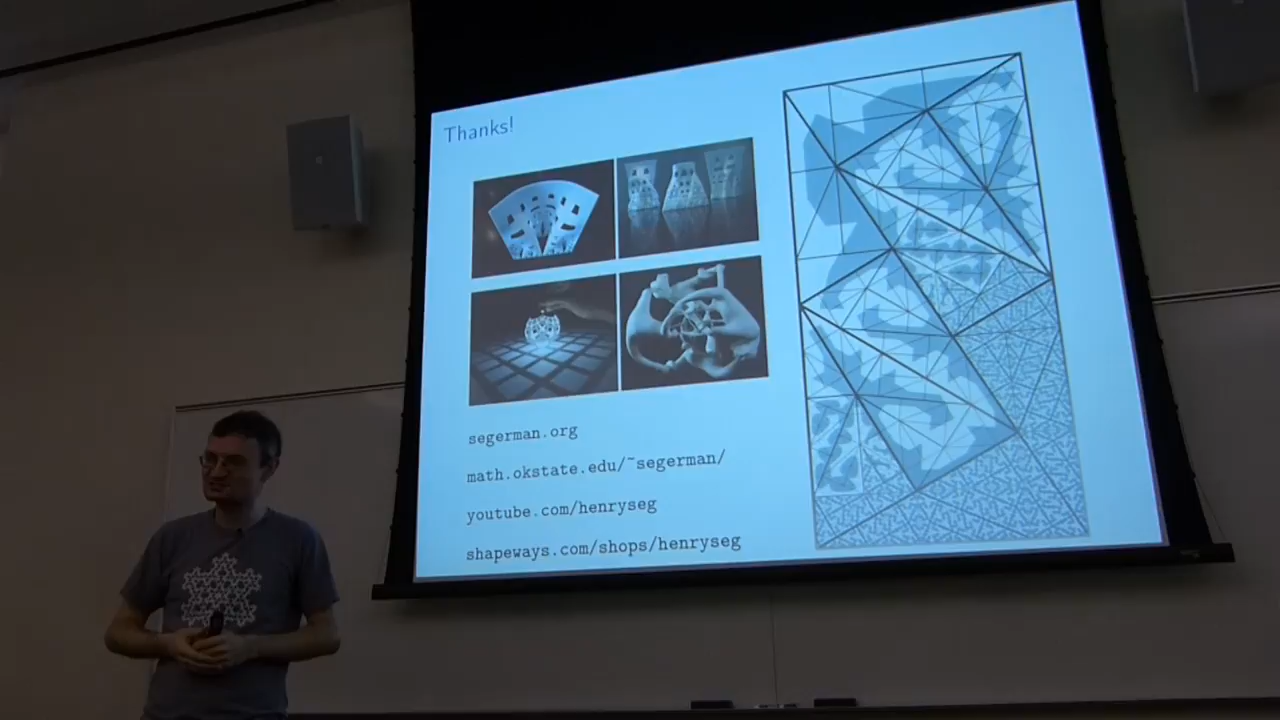 Thanks!
segerman.org
math.okstate.edu/~segerman/
youtube.com/henryseg
shapeways.com/shops/henryseg